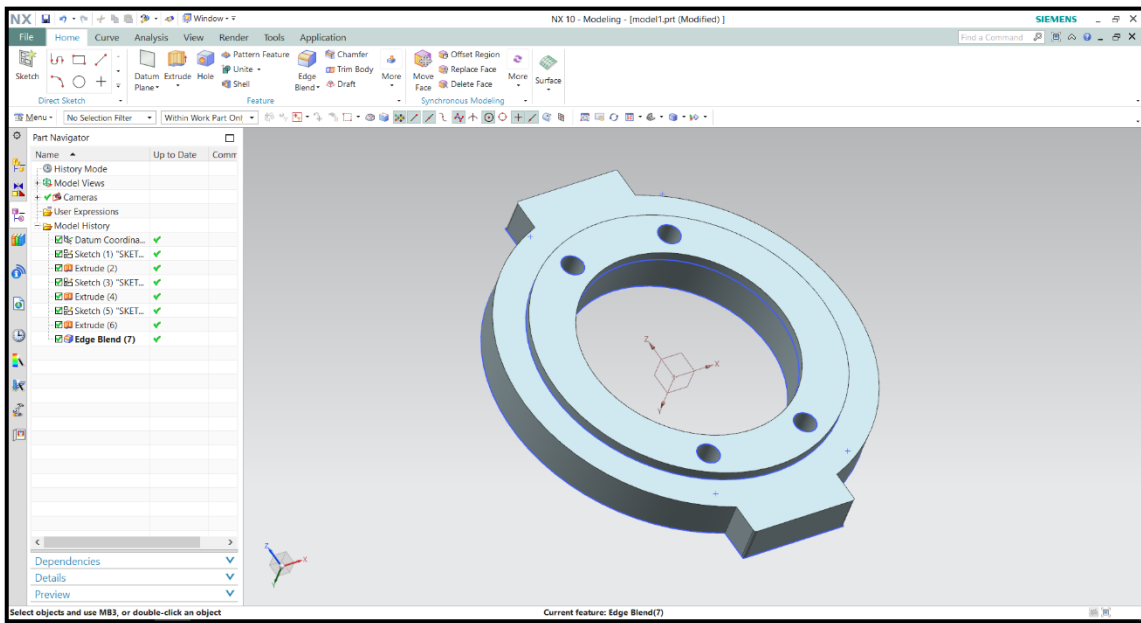 NX Window NX 10 - Modeling - [model1.prt (Modified) ] SIEMENS
File Home Curve Analysis View Render Tools Application Find a Command
Sketch Datum Plane Extrude Hole Pattern Feature Unite Shell Edge Blend Chamfer Trim Body Draft More Move Face Offset Region Replace Face Delete Face More Surface
Direct Sketch Feature Synchronous Modeling
Menu No Selection Filter Within Work Part Onl
Part Navigator
Name Up to Date Comm
History Mode
Model Views
Cameras
User Expressions
Model History
Datum Coordina...
Sketch (1) "SKET...
Extrude (2)
Sketch (3) "SKET...
Extrude (4)
Sketch (5) "SKET...
Extrude (6)
Edge Blend (7)
Z X Y
Z X Y
Dependencies
Details
Preview
Select objects and use MB3, or double-click an object Current feature: Edge Blend(7)